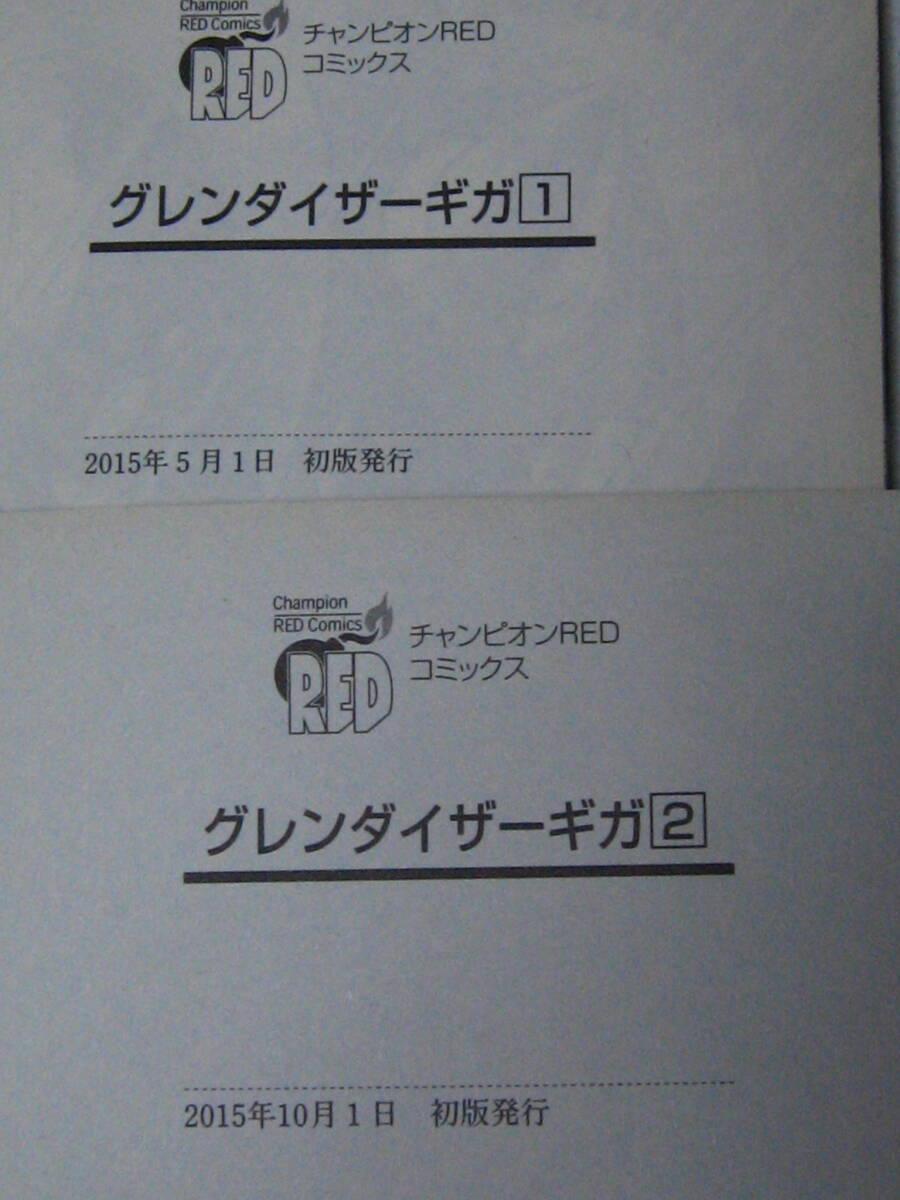 Champion
RED Comics
RED
チャンピオンRED
コミックス
グレンダイザーギガ1
2015年5月1日 初版発行
Champion
RED Comics
RED
チャンピオンRED
コミックス
グレンダイザーギガ2
2015年10月1日 初版発行